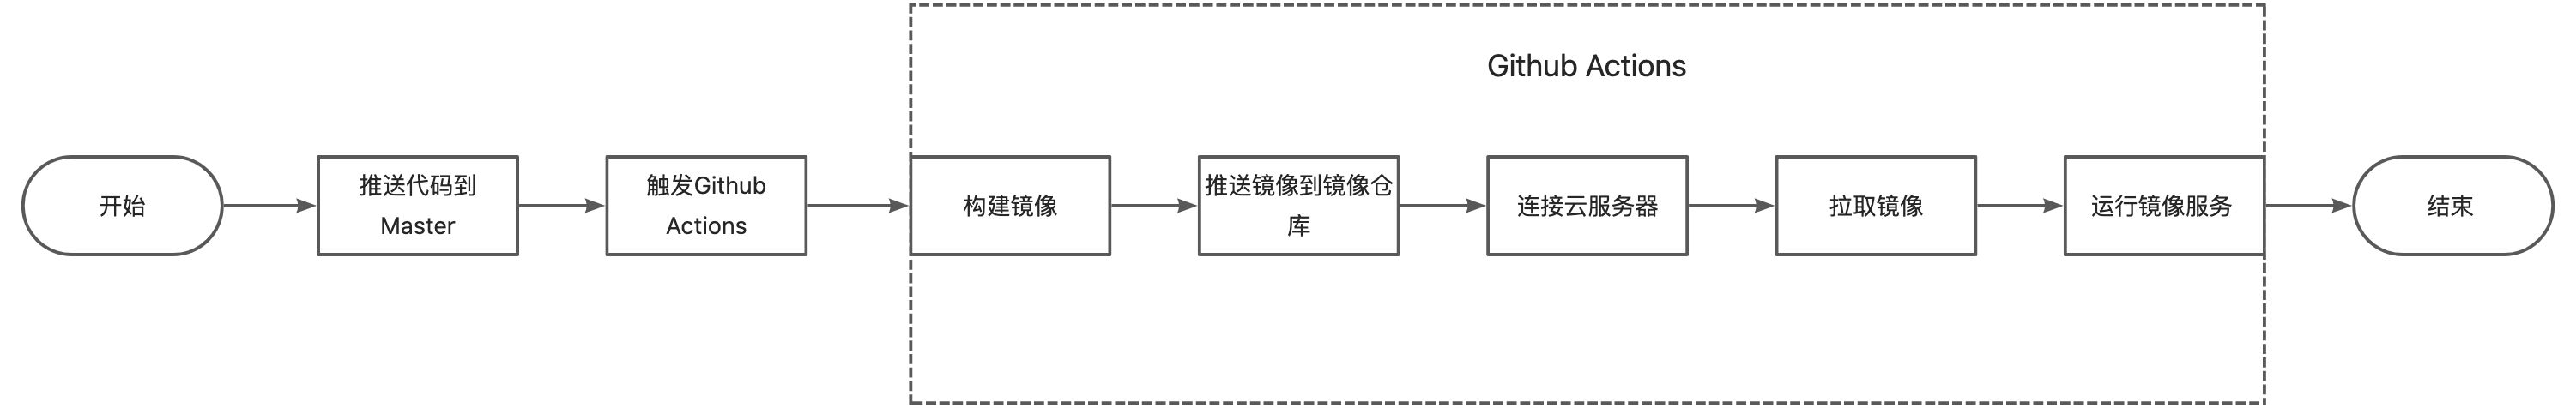 Github Actions
开始
推送代码到
Master
触发Github
Actions
构建镜像
推送镜像到镜像仓
库
连接云服务器
拉取镜像
运行镜像服务
结束